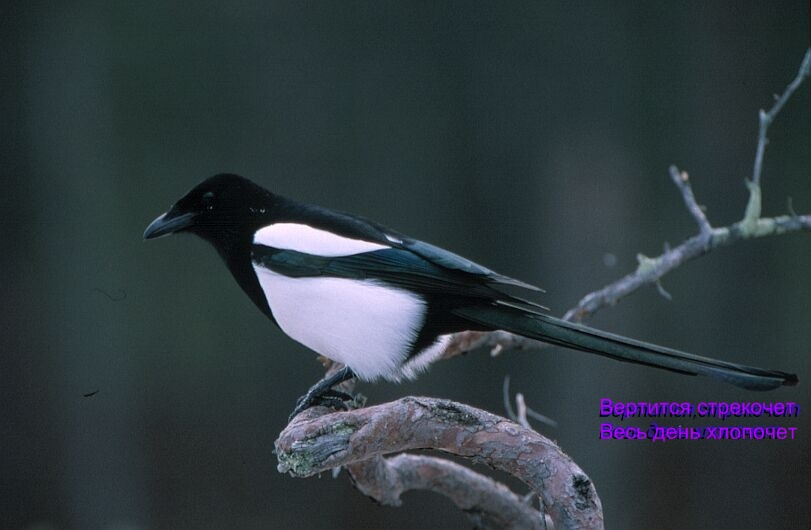 Вертится стрекочет
Весь день хлопочет